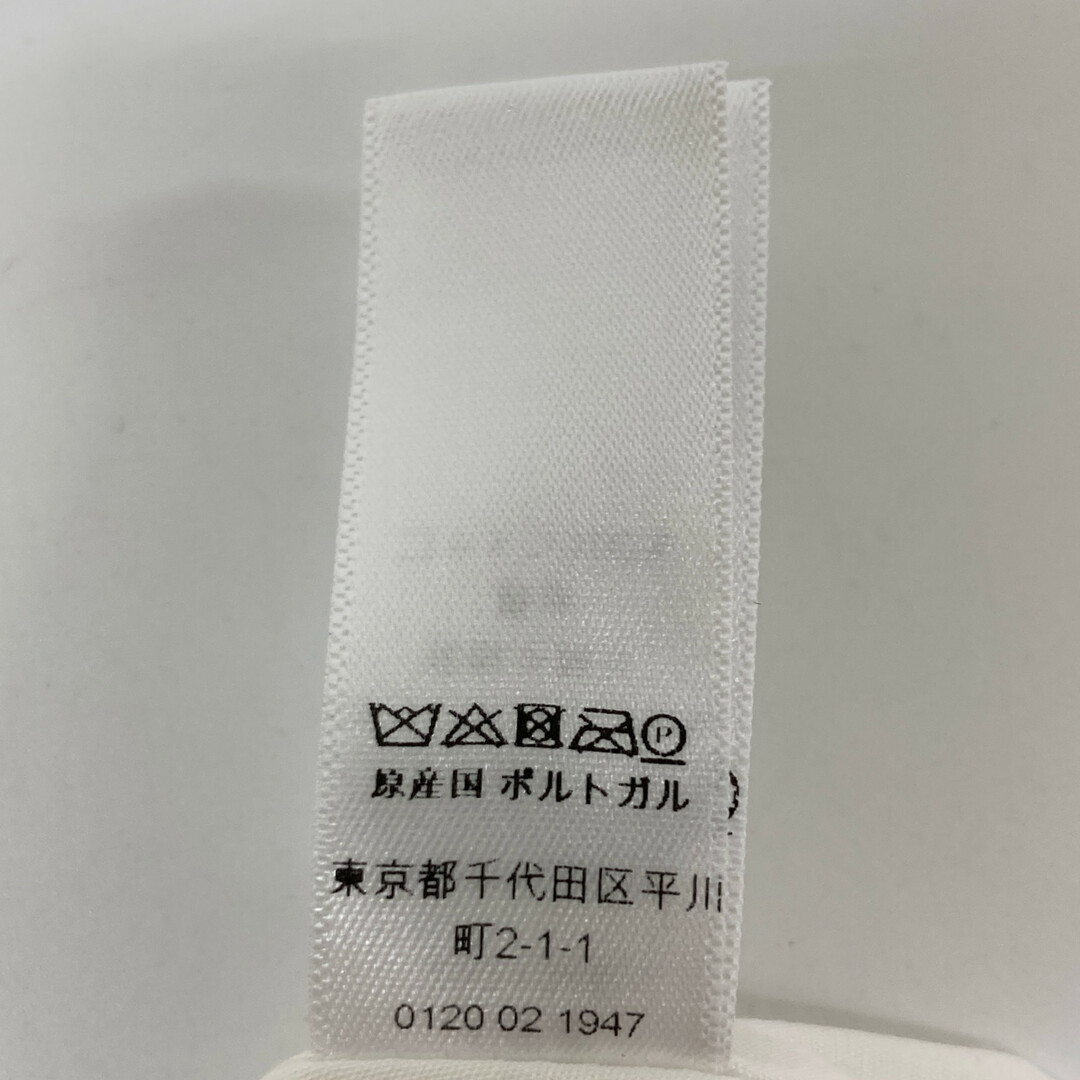 P
原産国 ポルトガル
東京都千代田区平川
町2-1-1
0120 02 1947